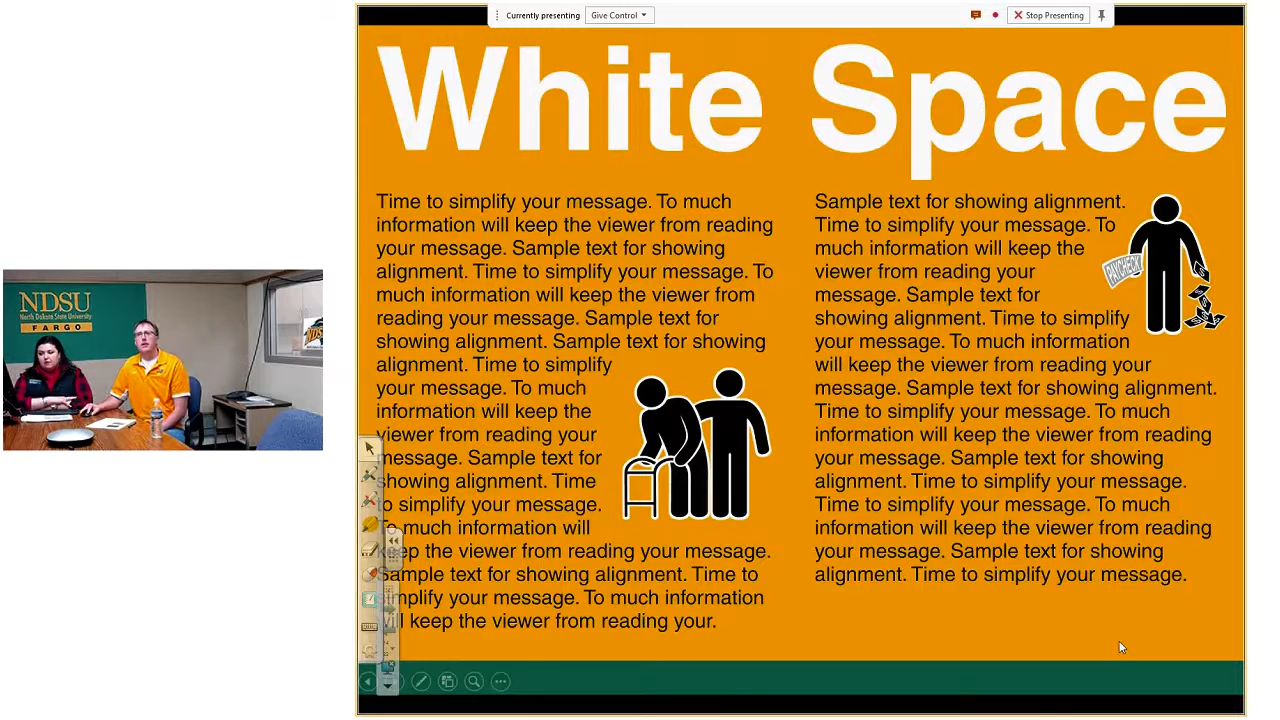 Currently presenting
Give Control
Stop Presenting
White Space
Time to simplify your message. To much
information will keep the viewer from reading
your message. Sample text for showing
alignment. Time to simplify your message. To
much information will keep the viewer from
reading your message. Sample text for
showing alignment. Sample text for showing
alignment. Time to simplify
your message. To much
information will keep the
viewer from reading your
message. Sample text for
showing alignment. Time
to simplify your message.
To much information will
keep the viewer from reading your message.
Sample text for showing alignment. Time to
simplify your message. To much information
will keep the viewer from reading your.
Sample text for showing alignment.
Time to simplify your message. To
much information will keep the
viewer from reading your
message. Sample text for
showing alignment. Time to simplify
your message. To much information
will keep the viewer from reading your
message. Sample text for showing alignment.
Time to simplify your message. To much
information will keep the viewer from reading
your message. Sample text for showing
alignment. Time to simplify your message.
Time to simplify your message. To much
information will keep the viewer from reading
your message. Sample text for showing
alignment. Time to simplify your message.
PAYCHECK
NDSU
North Dakota State University
FARGO